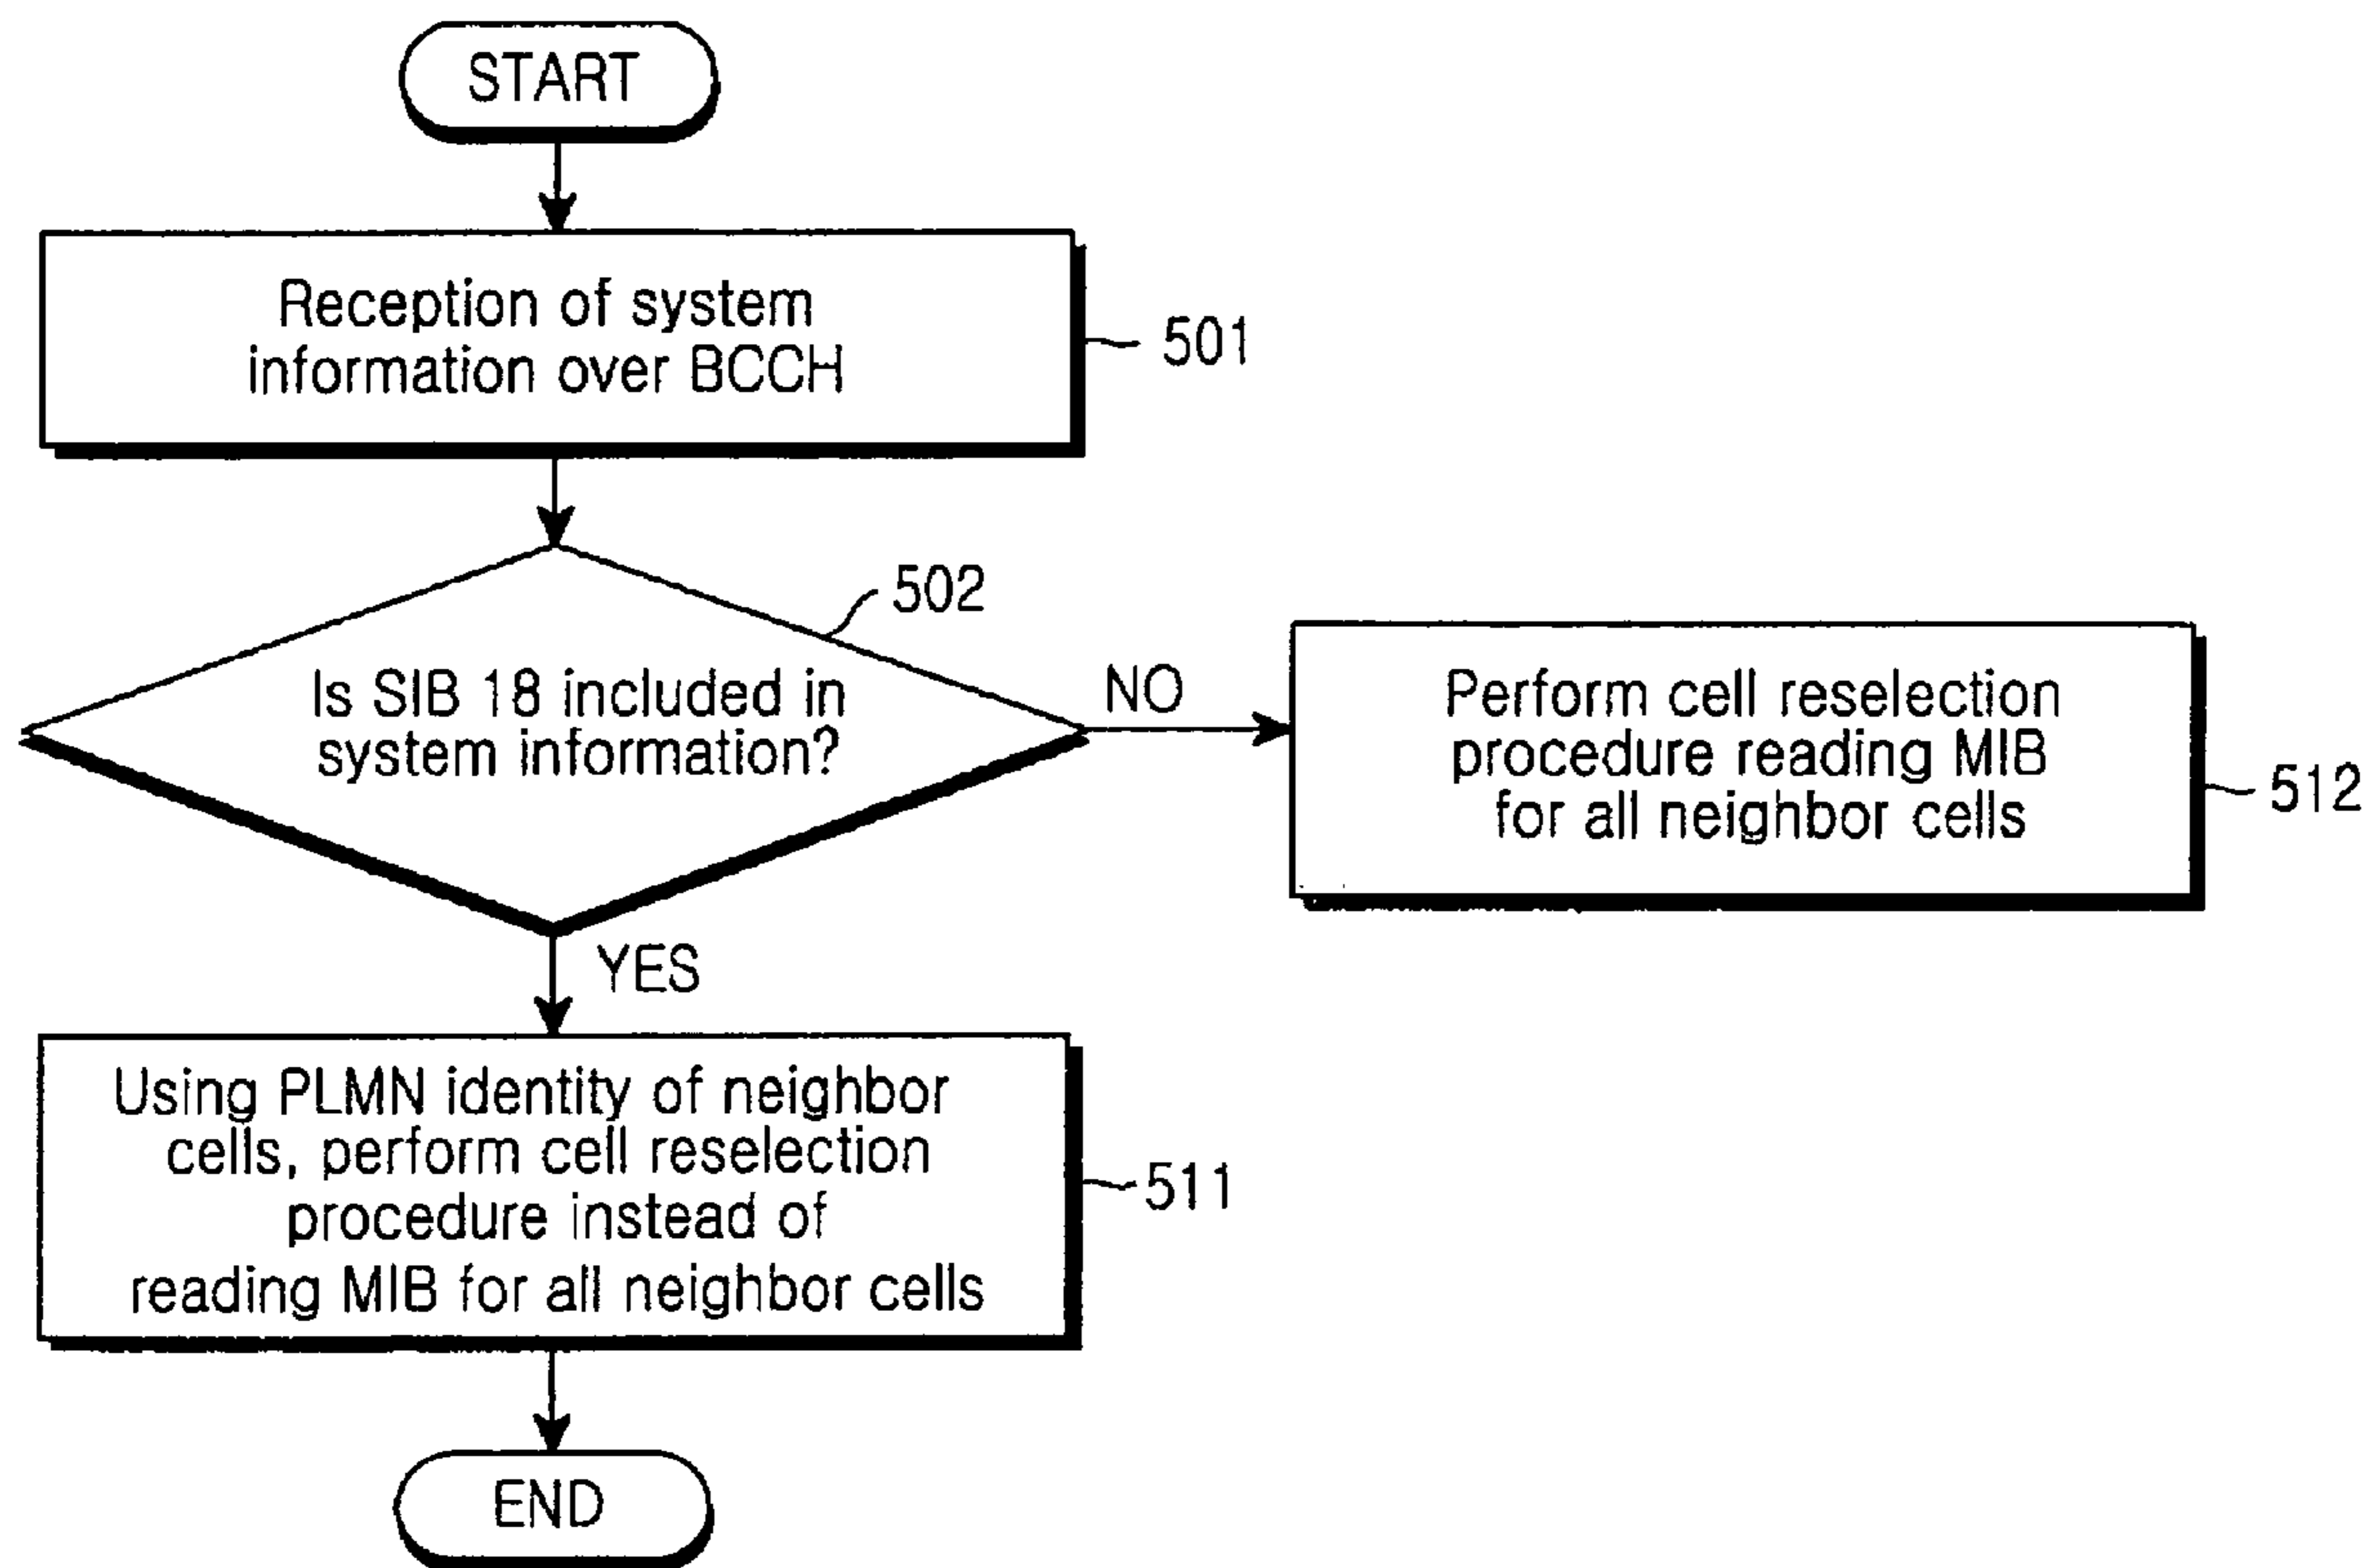 START
Reception of system
information over BCCH
501
502
Is SIB 18 included in
system information?
NO
Perform cell reselection
procedure reading MIB
for all neighbor cells
512
YES
Using PLMN identity of neighbor
cells, perform cell reselection
procedure instead of
reading MIB for all neighbor cells
511
END